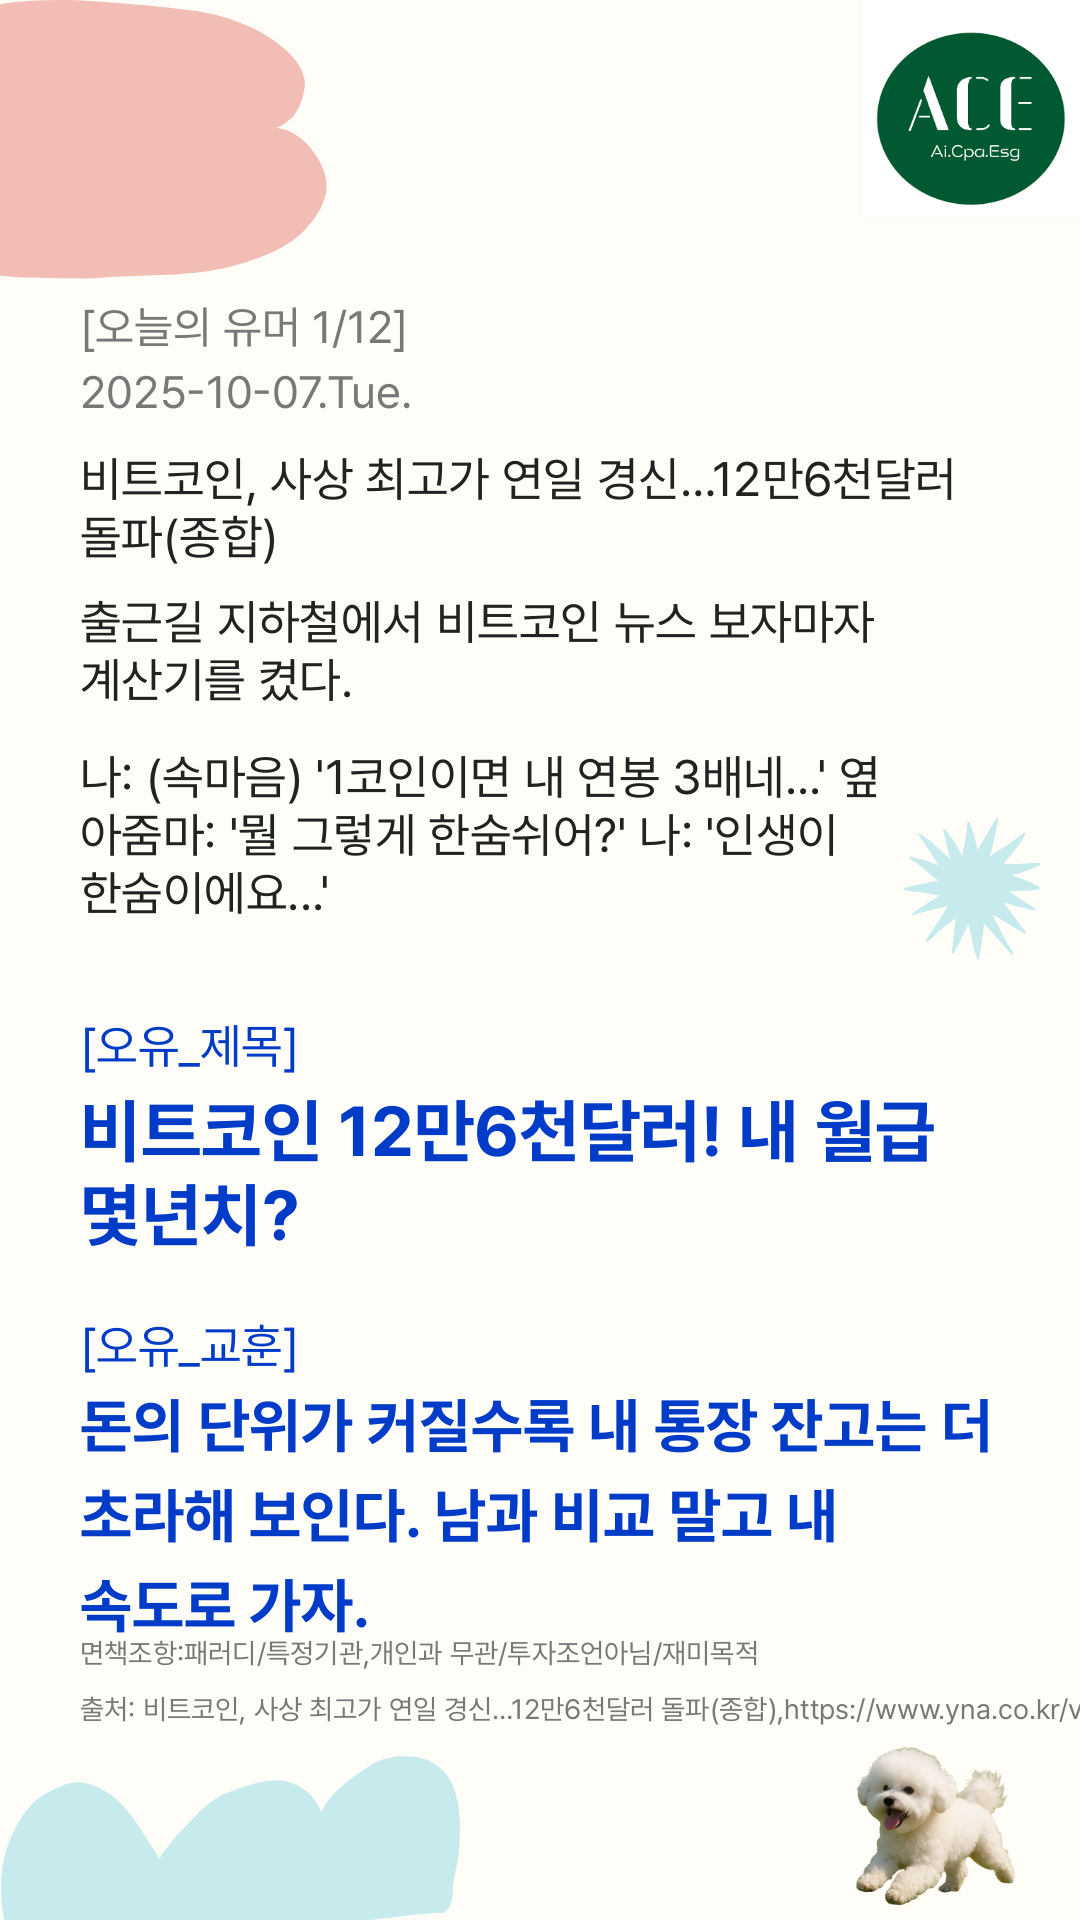 ACE
Ai.Cpa.Esg
[오늘의 유머 1/12]
2025-10-07.Tue.
비트코인, 사상 최고가 연일 경신...12만6천달러
돌파(종합)
출근길 지하철에서 비트코인 뉴스 보자마자
계산기를 켰다.
나: (속마음) '1코인이면 내 연봉 3배네...' 옆
아줌마: '뭘 그렇게 한숨쉬어?' 나: '인생이
한숨이에요...'
[오유_제목]
비트코인 12만6천달러! 내 월급
몇년치?
[오유_교훈]
돈의 단위가 커질수록 내 통장 잔고는 더
초라해 보인다. 남과 비교 말고 내
속도로 가자.
면책조항:패러디/특정기관,개인과 무관/투자조언아님/재미목적
출처: 비트코인, 사상 최고가 연일 경신...12만6천달러 돌파(종합),https://www.yna.co.kr/v